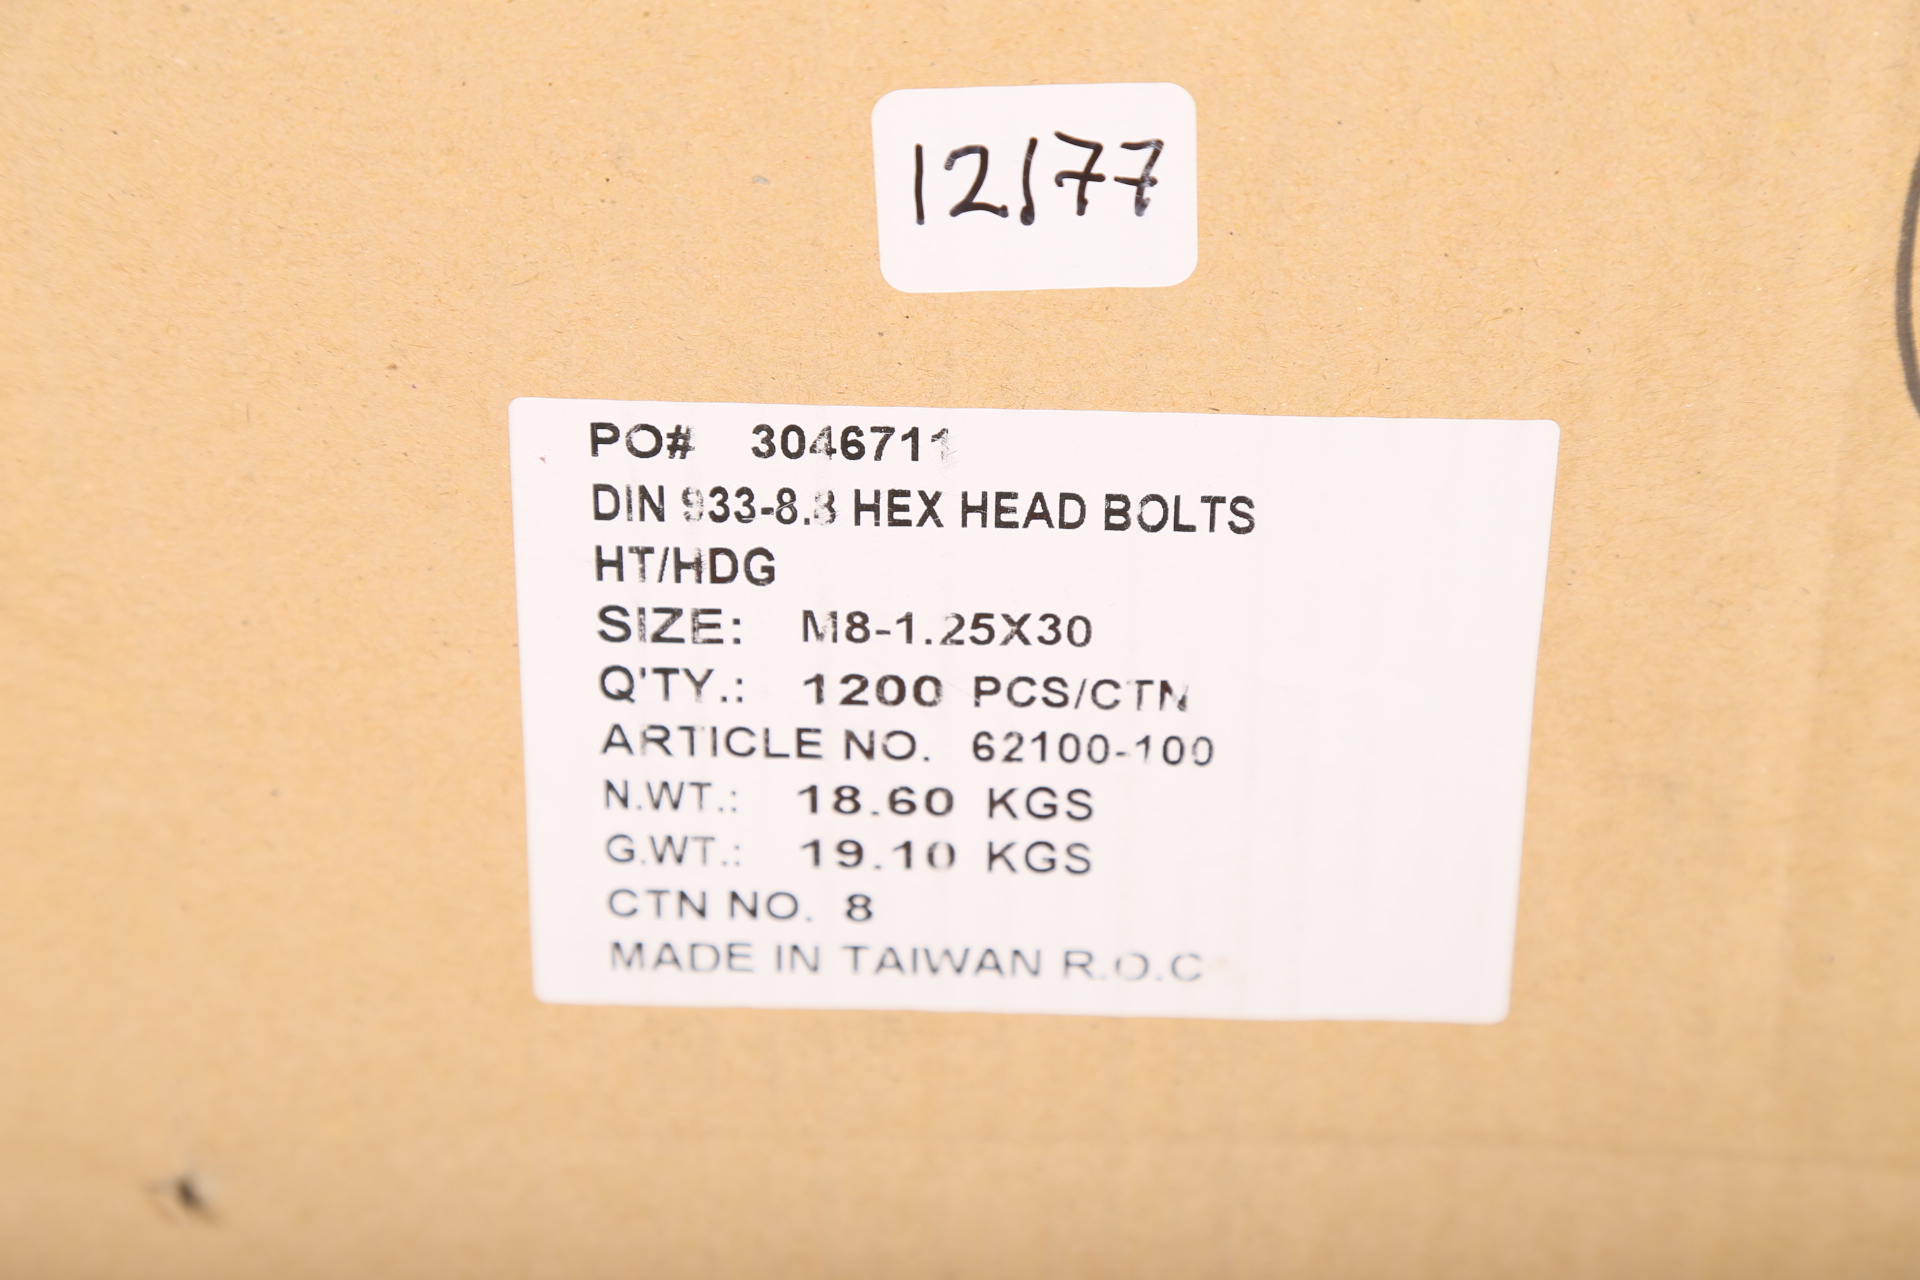 12177
PO# 3046711
DIN 933-8.8 HEX HEAD BOLTS
HT/HDG
SIZE: M8-1.25X30
Q'TY.: 1200 PCS/CTN
ARTICLE NO. 62100-100
N.WT.: 18.60 KGS
G.WT.: 19.10 KGS
CTN NO. 8
MADE IN TAIWAN R.O.C